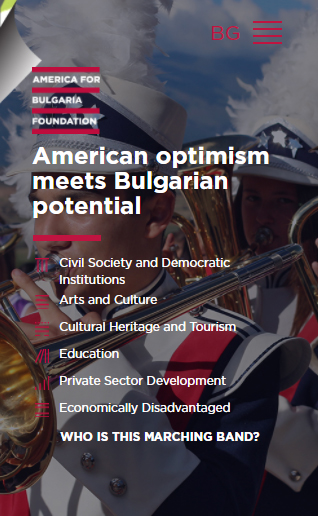 BG
AMERICA FOR
BULGARIA
FOUNDATION
American optimism
meets Bulgarian
potential
Civil Society and Democratic
Institutions
Arts and Culture
Cultural Heritage and Tourism
Education
Private Sector Development
Economically Disadvantaged
WHO IS THIS MARCHING BAND?